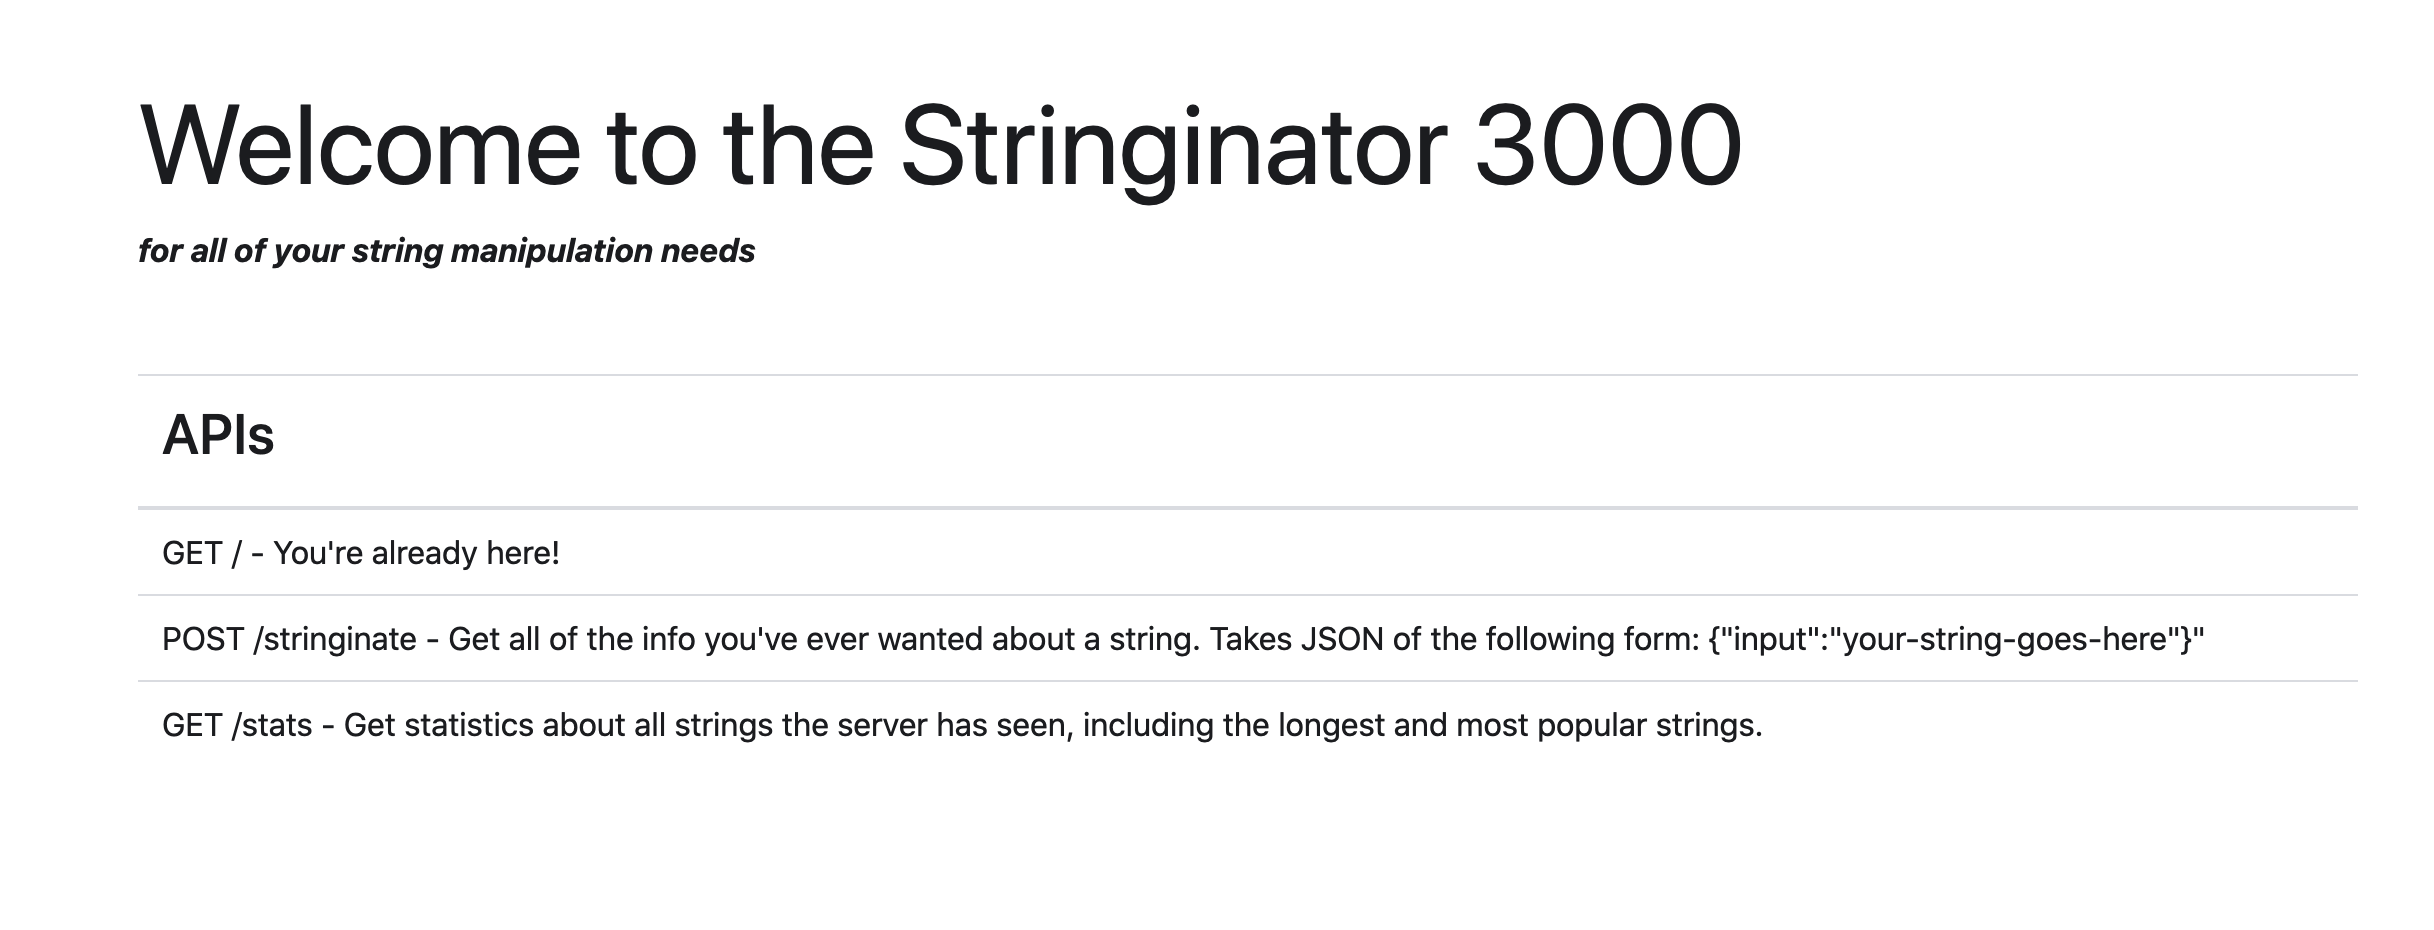 Welcome to the Stringinator 3000
for all of your string manipulation needs
APIs
GET / - You're already here!
POST /stringinate - Get all of the info you've ever wanted about a string. Takes JSON of the following form: {"input":"your-string-goes-here"}"
GET /stats - Get statistics about all strings the server has seen, including the longest and most popular strings.